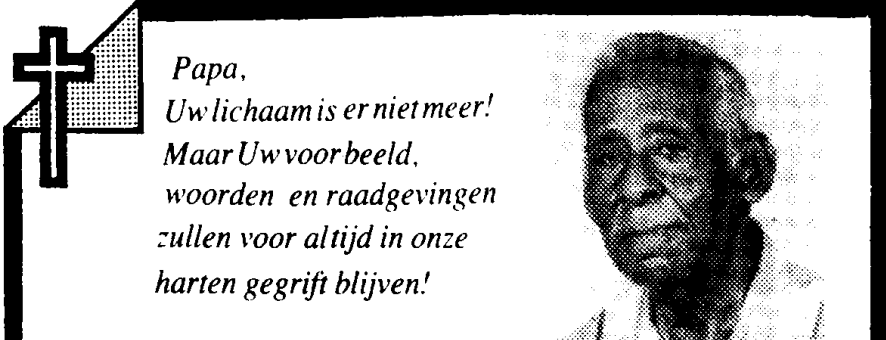 Papa,
Uw lichaam is er niet meer!
Maar Uw voorbeeld,
woorden en raadgevingen
zullen voor altijd in onze
harten gegrift blijven!